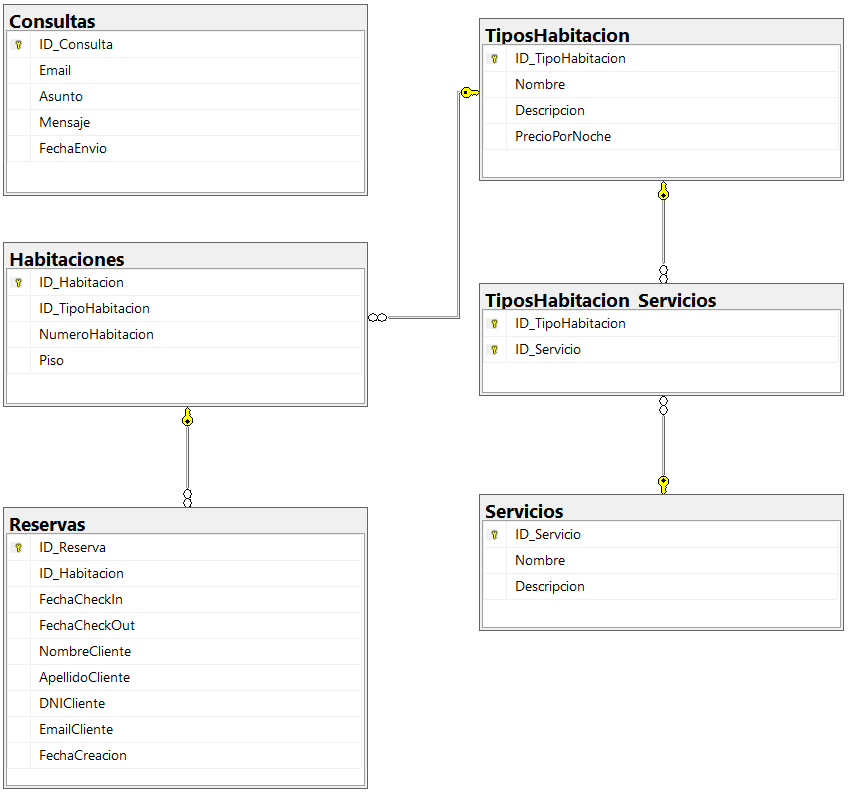 Consultas
ID_Consulta
Email
Asunto
Mensaje
FechaEnvio
Habitaciones
ID_Habitacion
ID_TipoHabitacion
NumeroHabitacion
Piso
Reservas
ID_Reserva
ID_Habitacion
FechaCheckIn
FechaCheckOut
NombreCliente
ApellidoCliente
DNICliente
EmailCliente
FechaCreacion
TiposHabitacion
ID_TipoHabitacion
Nombre
Descripcion
PrecioPorNoche
TiposHabitacion_Servicios
ID_TipoHabitacion
ID_Servicio
Servicios
ID_Servicio
Nombre
Descripcion